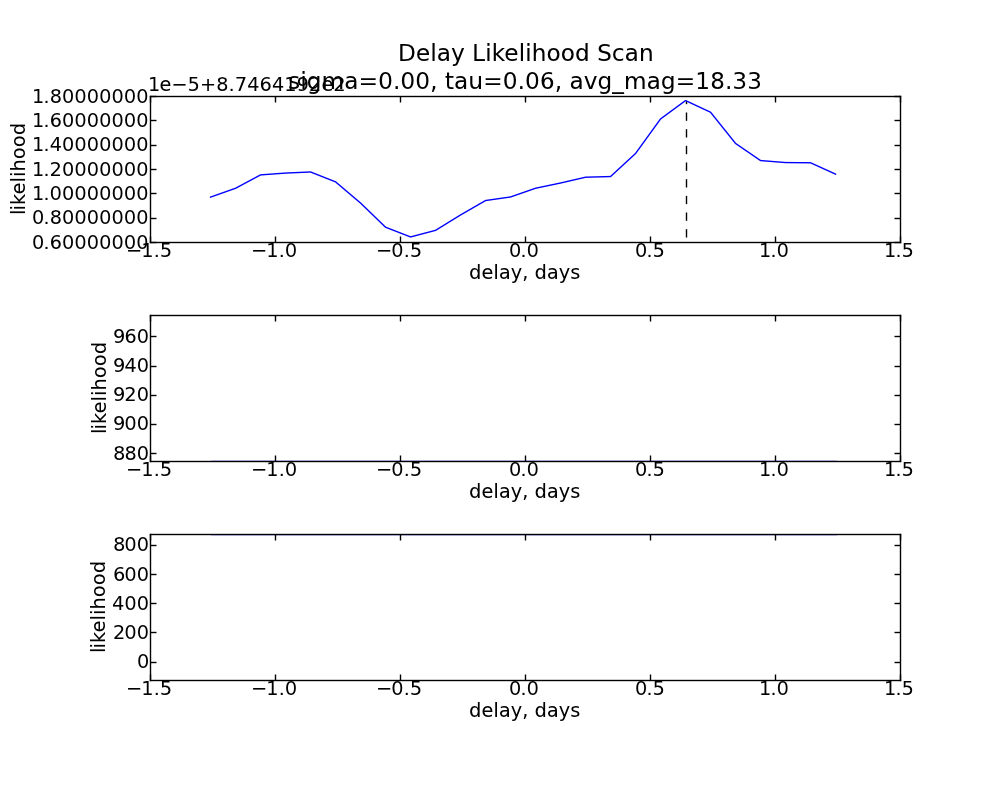 Delay Likelihood Scan
sigma=0.00, tau=0.06, avg_mag=18.33
1.80000000
1.60000000
1.40000000
1.20000000
1.00000000
0.80000000
0.60000000
likelihood
−1.5 −1.0 −0.5 0.0 0.5 1.0 1.5
delay, days
960
940
920
900
880
likelihood
−1.5 −1.0 −0.5 0.0 0.5 1.0 1.5
delay, days
800
600
400
200
0
likelihood
−1.5 −1.0 −0.5 0.0 0.5 1.0 1.5
delay, days